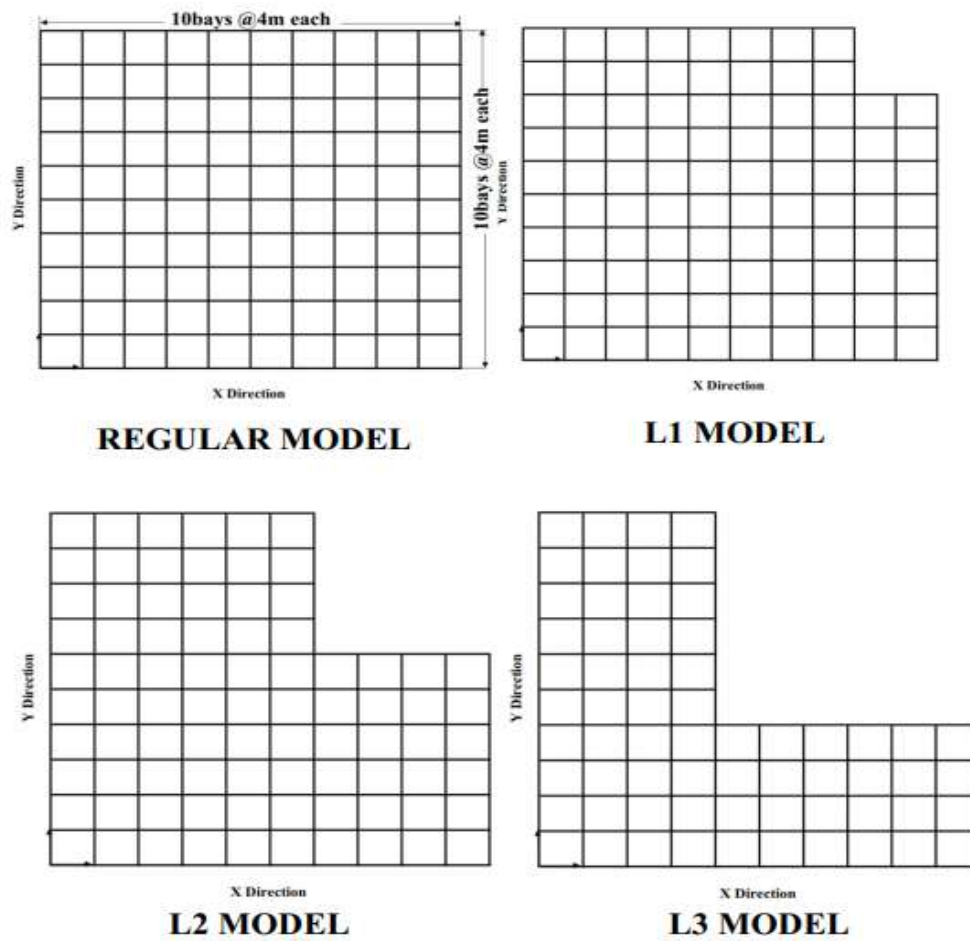 10bays @4m each
Y Direction
10bays @4m each
X Direction
REGULAR MODEL
Y Direction
X Direction
L1 MODEL
Y Direction
X Direction
L2 MODEL
Y Direction
X Direction
L3 MODEL